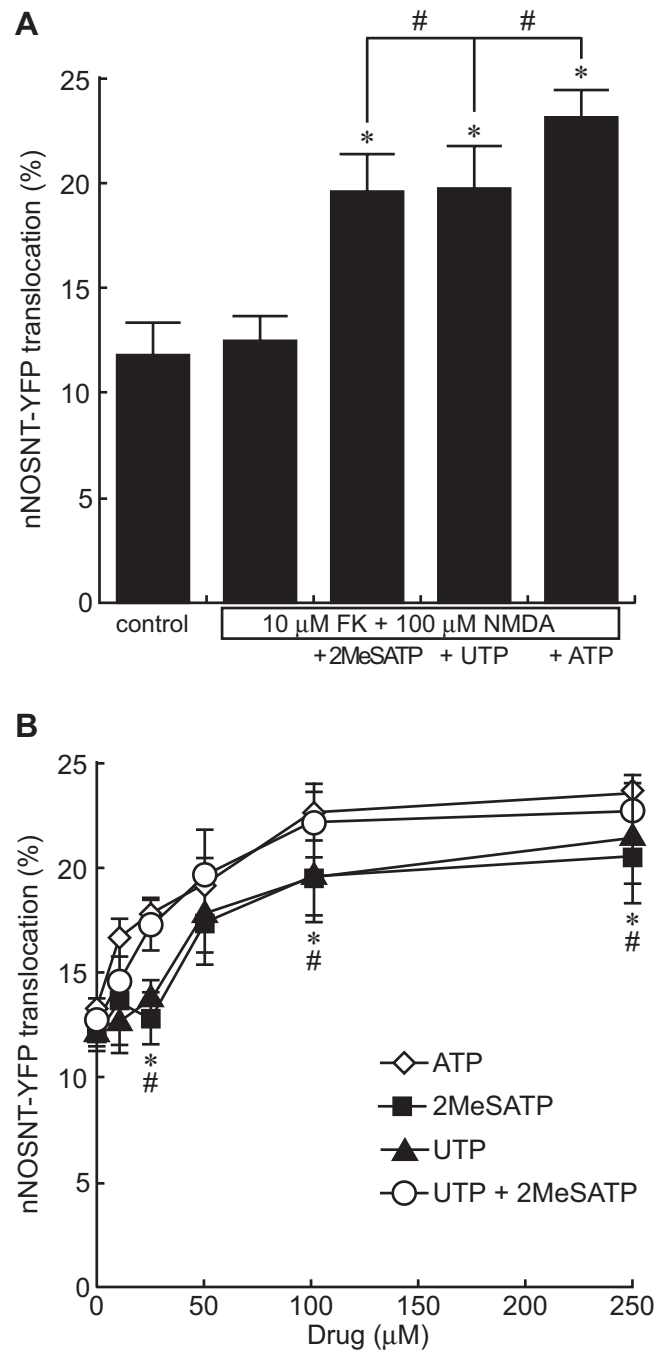 A
# #
* * *
25
20
15
10
5
0
nNOSNT-YFP translocation (%)
control
10 μM FK + 100 μM NMDA
+2MeSATP + UTP + ATP
B
25
20
15
10
5
0
nNOSNT-YFP translocation (%)
* * *
# # #
ATP
2MeSATP
UTP
UTP + 2MeSATP
0 50 100 150 200 250
Drug (μM)